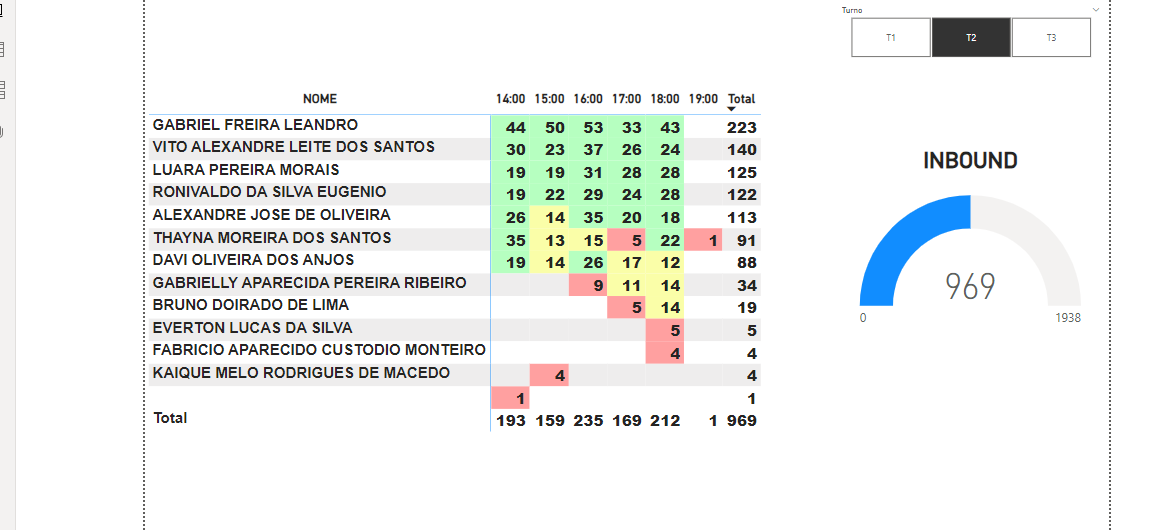 Turno
T1 T2 T3
NOME 14:00 15:00 16:00 17:00 18:00 19:00 Total
GABRIEL FREIRA LEANDRO 44 50 53 33 43 223
VITO ALEXANDRE LEITE DOS SANTOS 30 23 37 26 24 140
LUARA PEREIRA MORAIS 19 19 31 28 28 125
RONIVALDO DA SILVA EUGENIO 19 22 29 24 28 122
ALEXANDRE JOSE DE OLIVEIRA 26 14 35 20 18 113
THAYNA MOREIRA DOS SANTOS 35 13 15 5 22 1 91
DAVI OLIVEIRA DOS ANJOS 19 14 26 17 12 88
GABRIELLY APARECIDA PEREIRA RIBEIRO 9 11 14 34
BRUNO DOIRADO DE LIMA 5 14 19
EVERTON LUCAS DA SILVA 5 5
FABRICIO APARECIDO CUSTODIO MONTEIRO 4 4
KAIQUE MELO RODRIGUES DE MACEDO 4 4
1 1
Total 193 159 235 169 212 1 969
INBOUND
969
0 1938